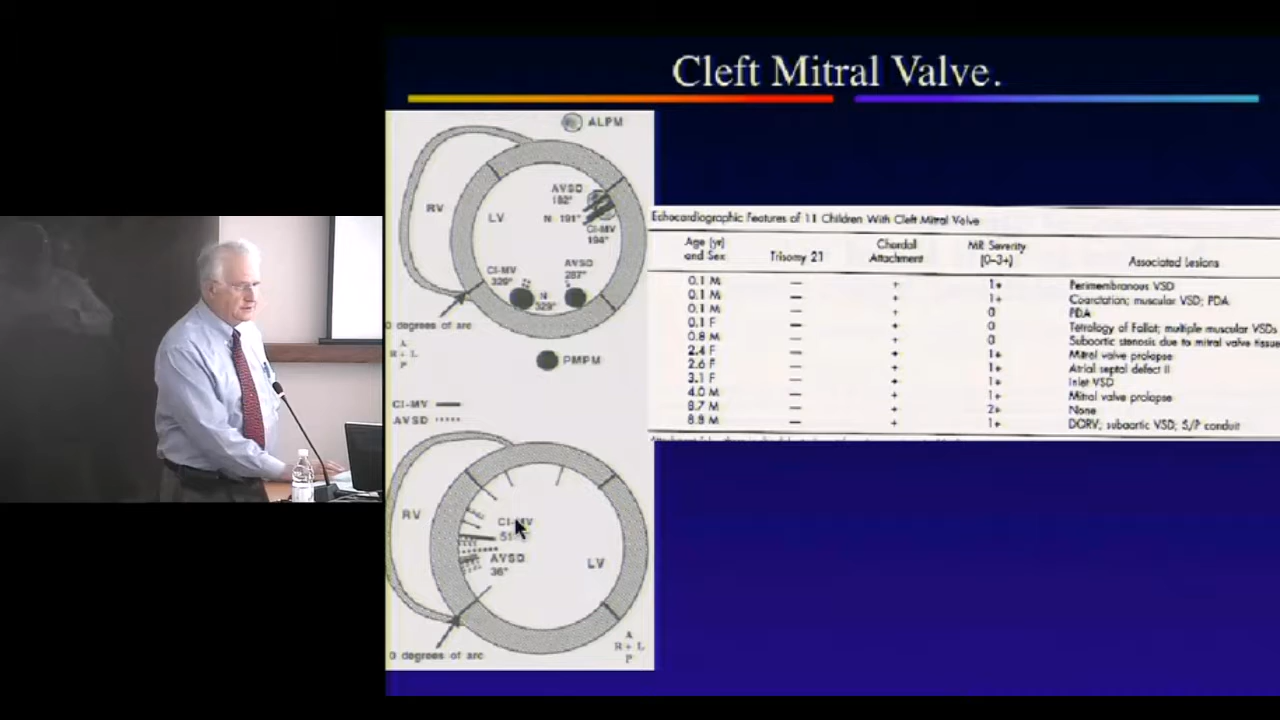 Cleft Mitral Valve.
ALPM
AVSD
182°
RV
LV
N 191°
CI-MV
194°
CI-MV
329°
AVSD
287°
N
329°
0 degrees of arc
A
R + L
P
PMPM
CI-MV
AVSD
RV
CI-MV
AVSD
36°
LV
0 degrees of arc
A
R + L
P
Echocardiographic Features of 11 Children With Cleft Mitral Valve
Age (yr) and Sex Trisomy 21 Chordal Attachment MR Severity (0–3+) Associated Lesions
0.1 M — + 1+ Perimembranous VSD
0.1 M — + 1+ Coarctation; muscular VSD; PDA
0.1 M — + 0 PDA
0.1 F — + 0 Tetrology of Fallot; multiple muscular VSDs
0.8 M — + 0 Subaortic stenosis due to mitral valve tissue
2.4 F — + 1+ Mitral valve prolapse
2.6 F — + 1+ Atrial septal defect II
3.1 F — + 1+ Inlet VSD
4.0 M — + 1+ Mitral valve prolapse
8.7 M — + 2+ None
8.8 M — + 1+ DORV; subaortic VSD; S/P conduit